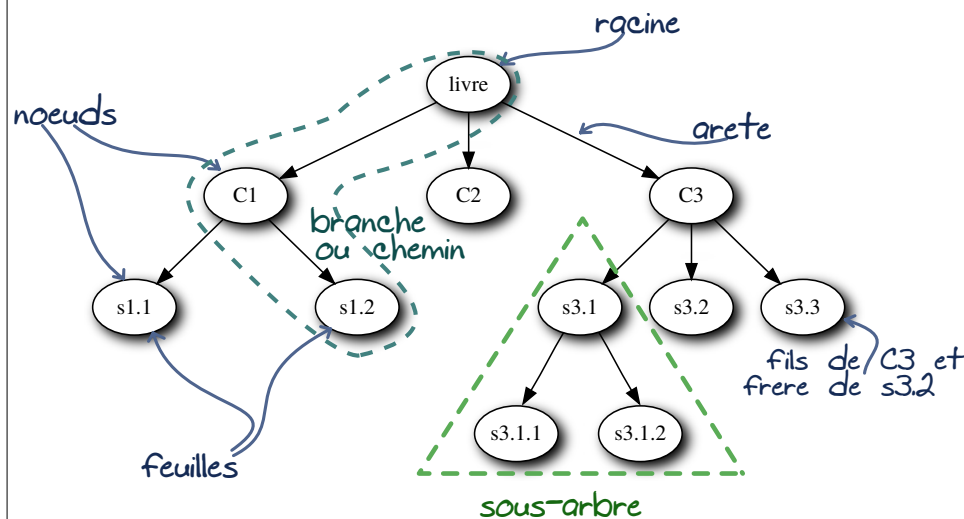 racine
livre
noeuds
arete
C1
C2
C3
branche
ou chemin
s1.1
s1.2
s3.1
s3.2
s3.3
fils de C3 et
frere de s3.2
s3.1.1
s3.1.2
feuilles
sous-arbre